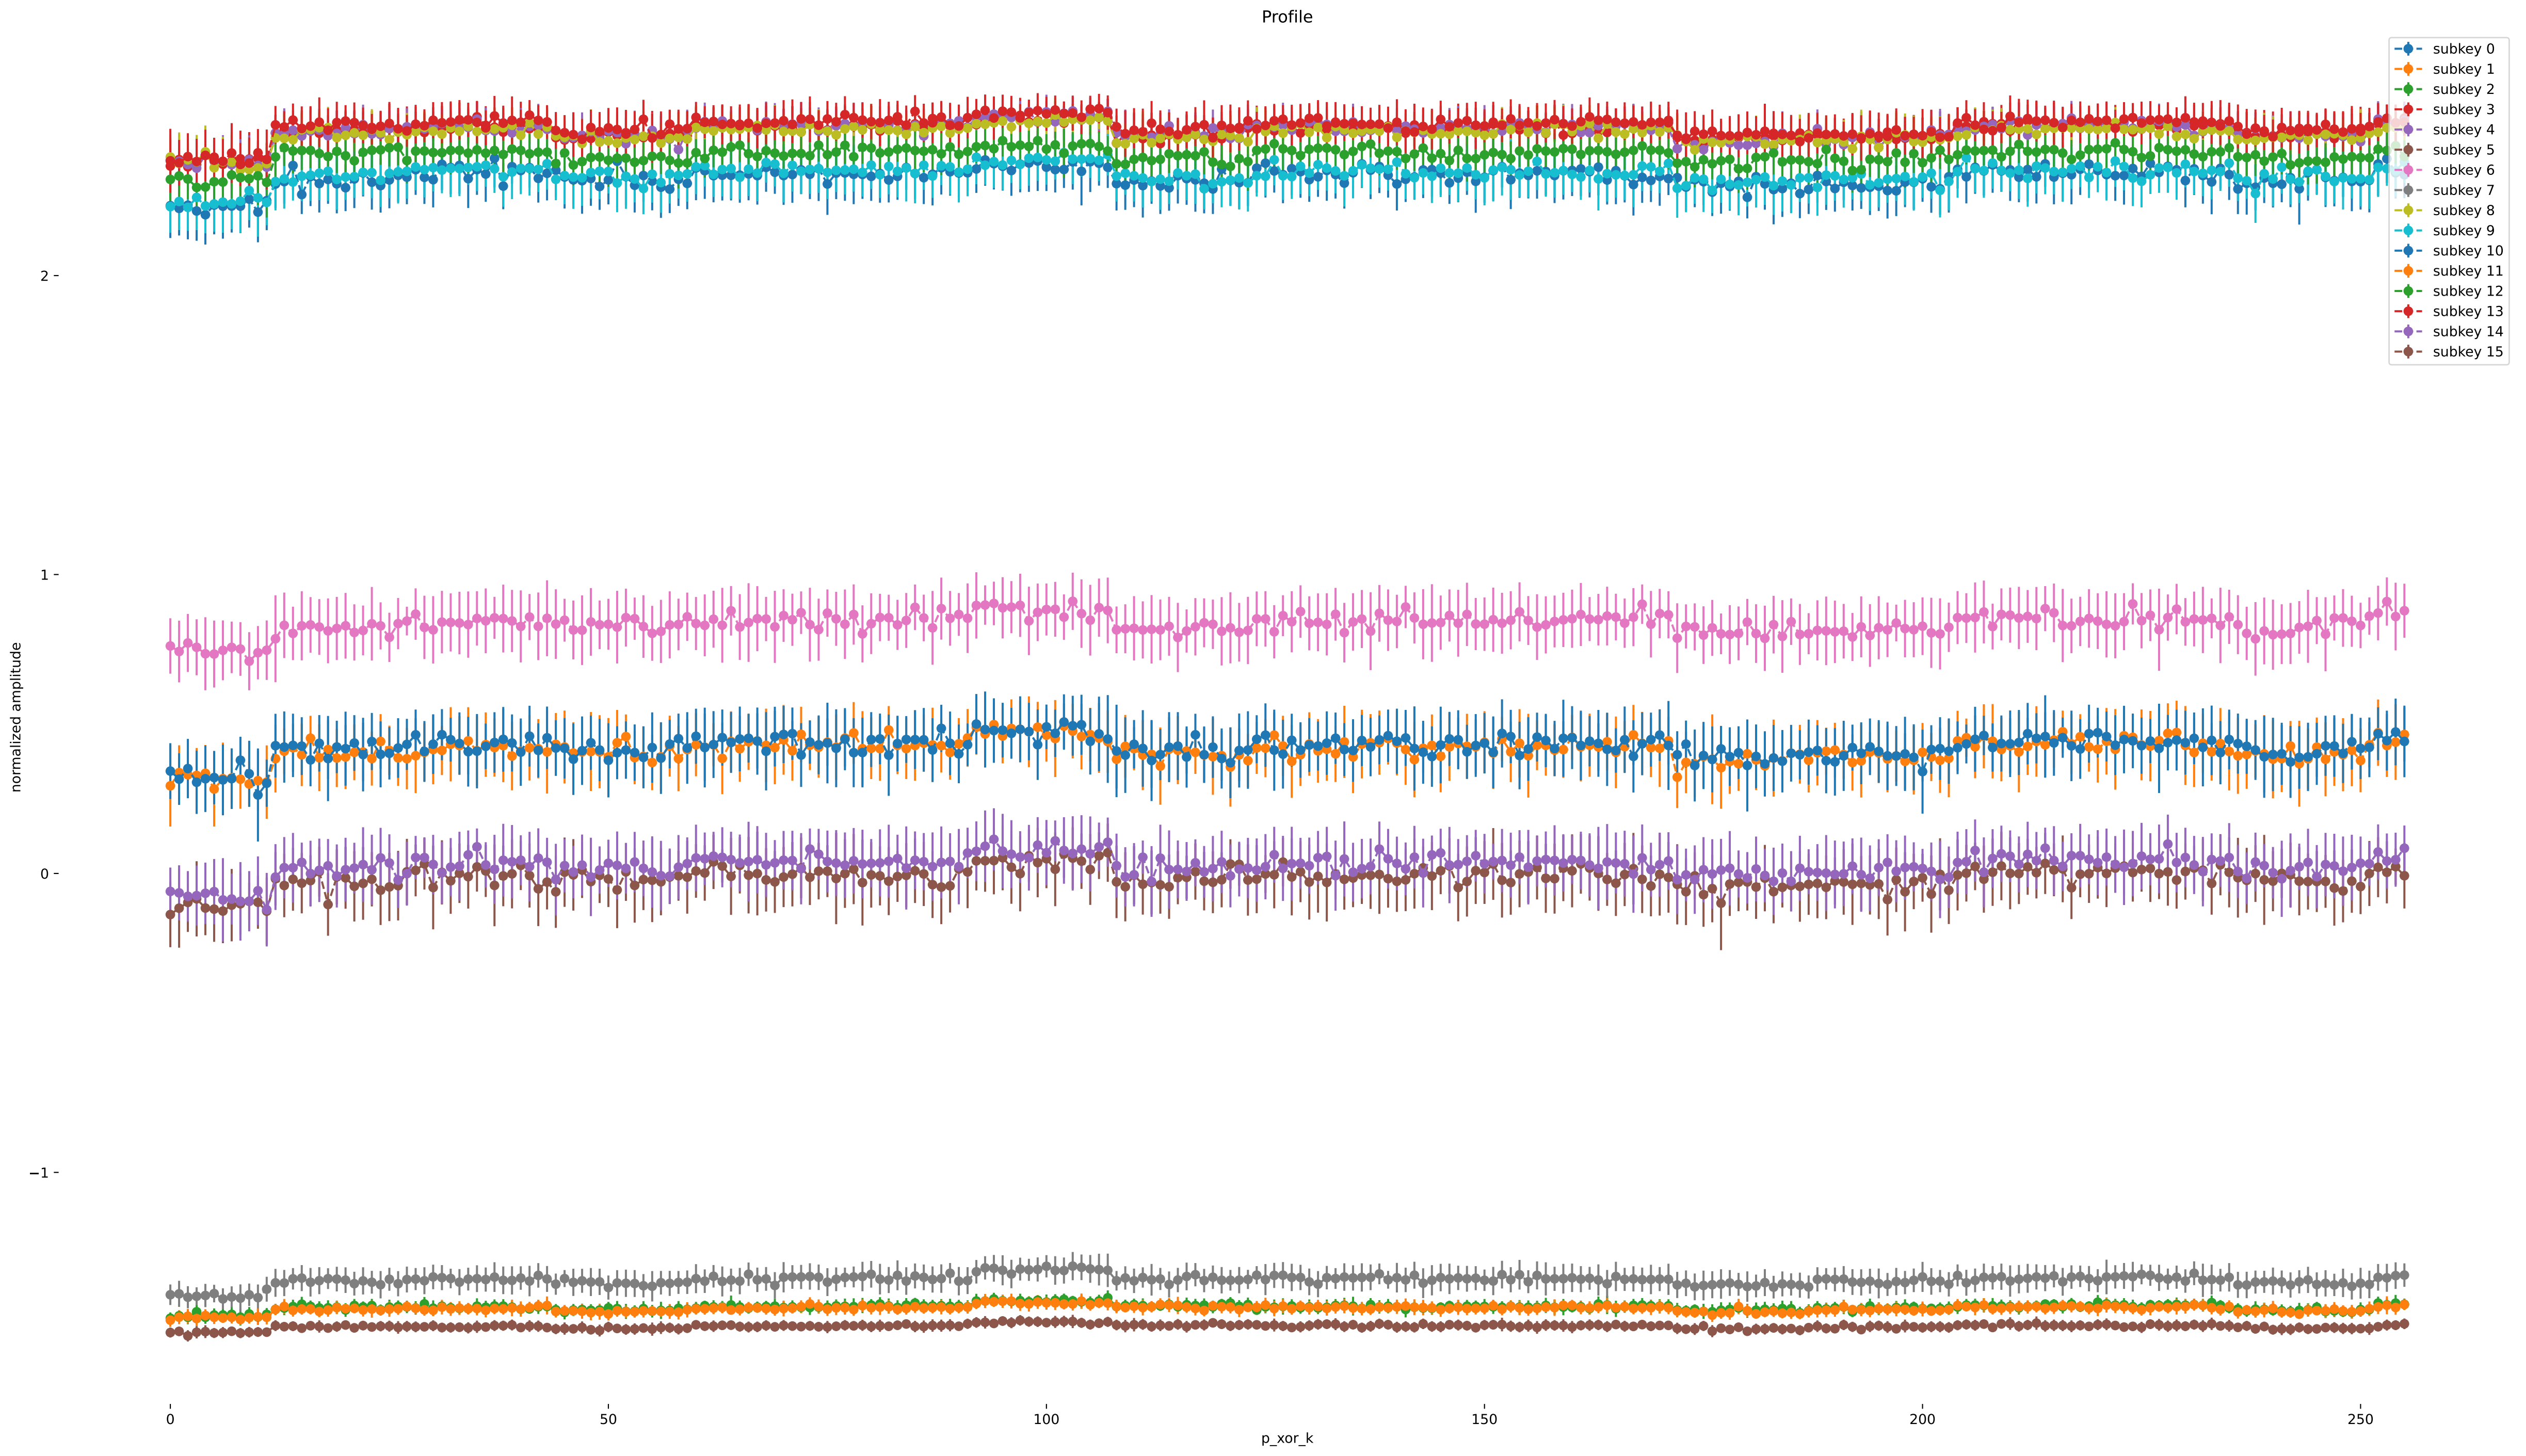 Profile
subkey 0
subkey 1
subkey 2
subkey 3
subkey 4
subkey 5
subkey 6
subkey 7
subkey 8
subkey 9
subkey 10
subkey 11
subkey 12
subkey 13
subkey 14
subkey 15
2
1
0
−1
normalized amplitude
0
50
100
150
200
250
p_xor_k